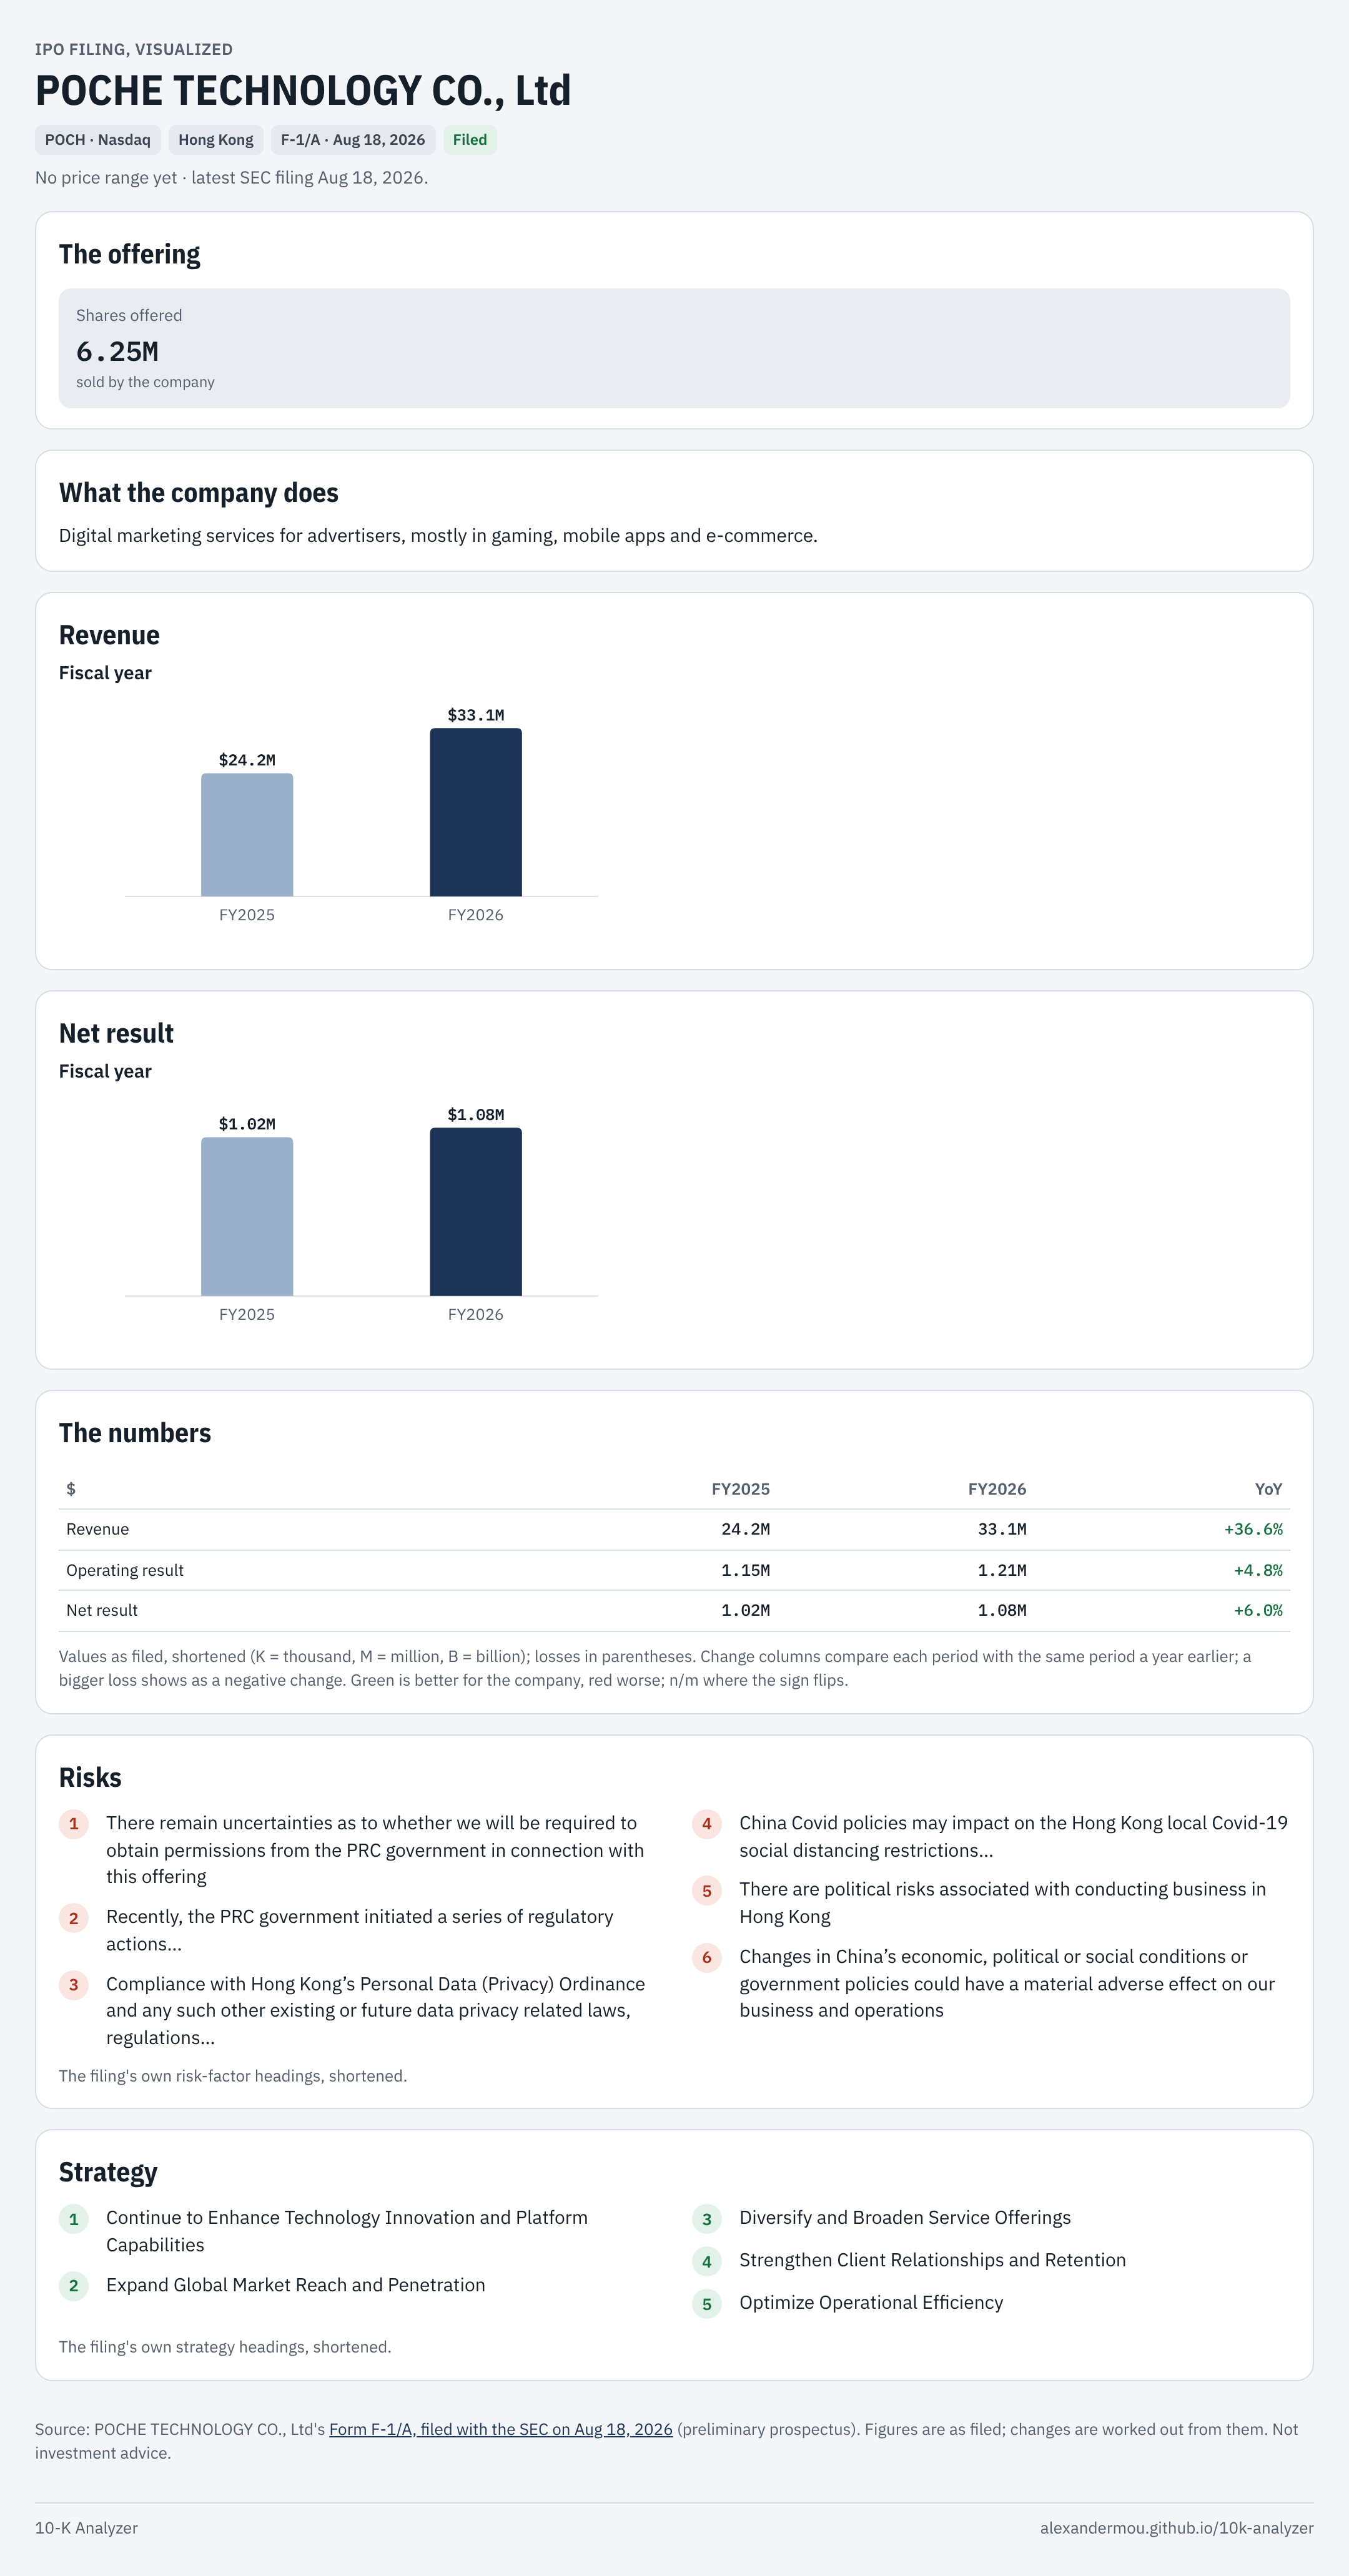 IPO FILING, VISUALIZED
POCHE TECHNOLOGY CO., Ltd
POCH · Nasdaq
Hong Kong
F-1/A · Aug 18, 2026
Filed
No price range yet · latest SEC filing Aug 18, 2026.
The offering
Shares offered
6.25M
sold by the company
What the company does
Digital marketing services for advertisers, mostly in gaming, mobile apps and e-commerce.
Revenue
Fiscal year
$24.2M
$33.1M
FY2025
FY2026
Net result
Fiscal year
$1.02M
$1.08M
FY2025
FY2026
The numbers
$ FY2025 FY2026 YoY
Revenue 24.2M 33.1M +36.6%
Operating result 1.15M 1.21M +4.8%
Net result 1.02M 1.08M +6.0%
Values as filed, shortened (K = thousand, M = million, B = billion); losses in parentheses. Change columns compare each period with the same period a year earlier; a
bigger loss shows as a negative change. Green is better for the company, red worse; n/m where the sign flips.
Risks
1 There remain uncertainties as to whether we will be required to
obtain permissions from the PRC government in connection with
this offering
2 Recently, the PRC government initiated a series of regulatory
actions…
3 Compliance with Hong Kong’s Personal Data (Privacy) Ordinance
and any such other existing or future data privacy related laws,
regulations…
4 China Covid policies may impact on the Hong Kong local Covid-19
social distancing restrictions…
5 There are political risks associated with conducting business in
Hong Kong
6 Changes in China’s economic, political or social conditions or
government policies could have a material adverse effect on our
business and operations
The filing's own risk-factor headings, shortened.
Strategy
1 Continue to Enhance Technology Innovation and Platform
Capabilities
2 Expand Global Market Reach and Penetration
3 Diversify and Broaden Service Offerings
4 Strengthen Client Relationships and Retention
5 Optimize Operational Efficiency
The filing's own strategy headings, shortened.
Source: POCHE TECHNOLOGY CO., Ltd's Form F-1/A, filed with the SEC on Aug 18, 2026 (preliminary prospectus). Figures are as filed; changes are worked out from them. Not
investment advice.
10-K Analyzer
alexandermou.github.io/10k-analyzer